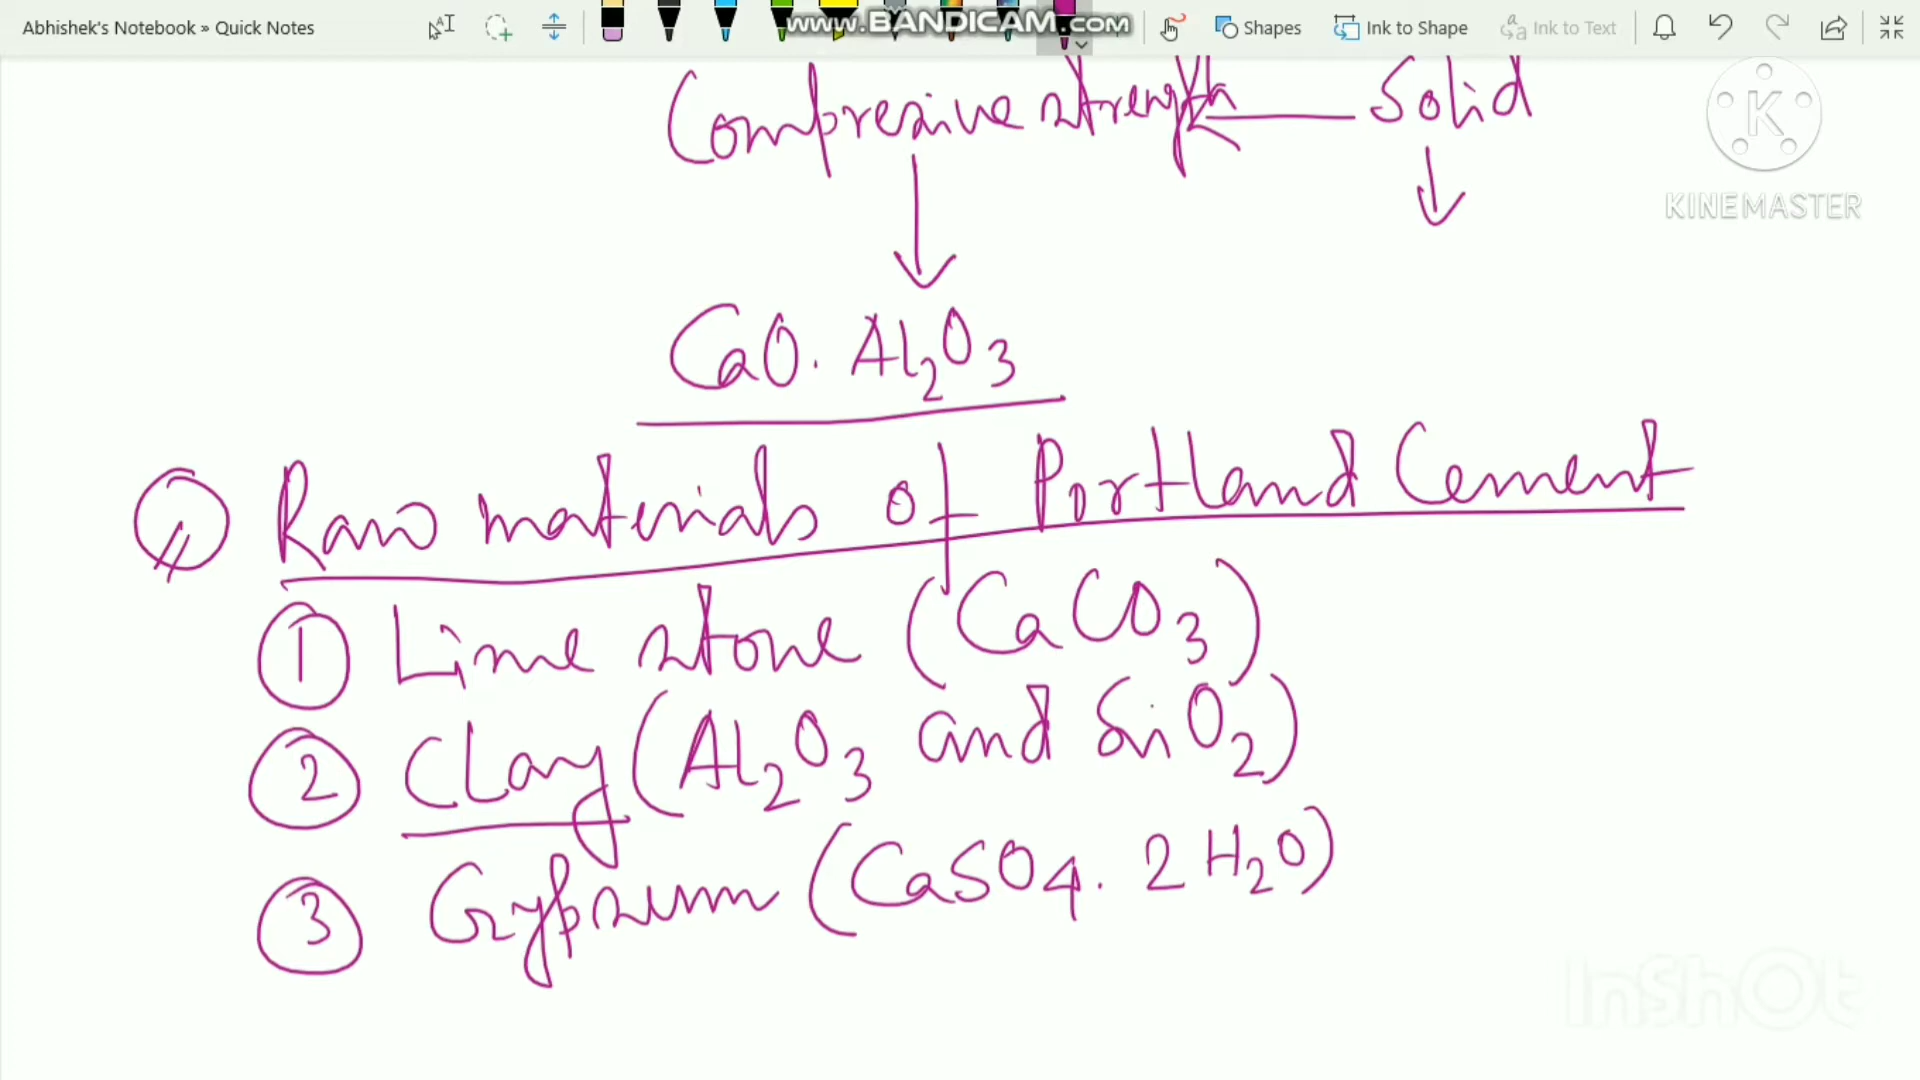 Abhishek's Notebook » Quick Notes
www.BANDICAM.com
Shapes
Ink to Shape
Ink to Text
Compressive strength Solid
K
KINEMASTER
CaO. Al2O3
Q Raw materials of Portland Cement
1 Lime stone (CaCO3)
2 Clay (Al2O3 and SiO2)
3 Gypsum (CaSO4. 2H2O)
InShOt